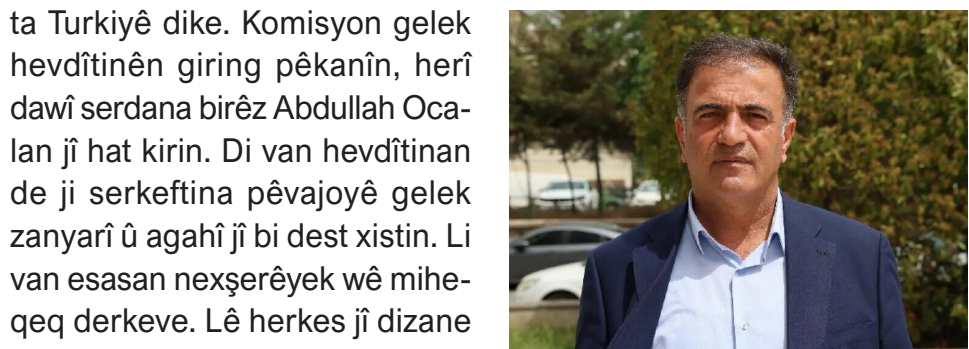 ta Turkiyê dike. Komisyon gelek
hevdîtinên giring pêkanîn, herî
dawî serdana birêz Abdullah Oca-
lan jî hat kirin. Di van hevdîtinan
de ji serkeftina pêvajoyê gelek
zanyarî û agahî jî bi dest xistin. Li
van esasan nexşerêyek wê mihe-
qeq derkeve. Lê herkes jî dizane